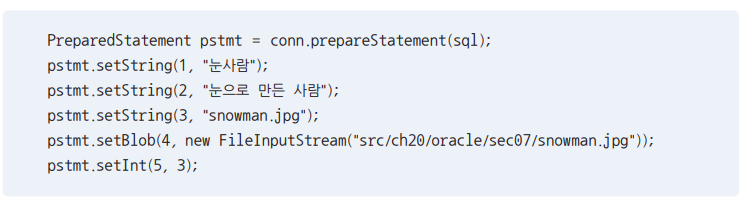 PreparedStatement pstmt = conn.prepareStatement(sql);
pstmt.setString(1, "눈사람");
pstmt.setString(2, "눈으로 만든 사람");
pstmt.setString(3, "snowman.jpg");
pstmt.setBlob(4, new FileInputStream("src/ch20/oracle/sec07/snowman.jpg"));
pstmt.setInt(5, 3);